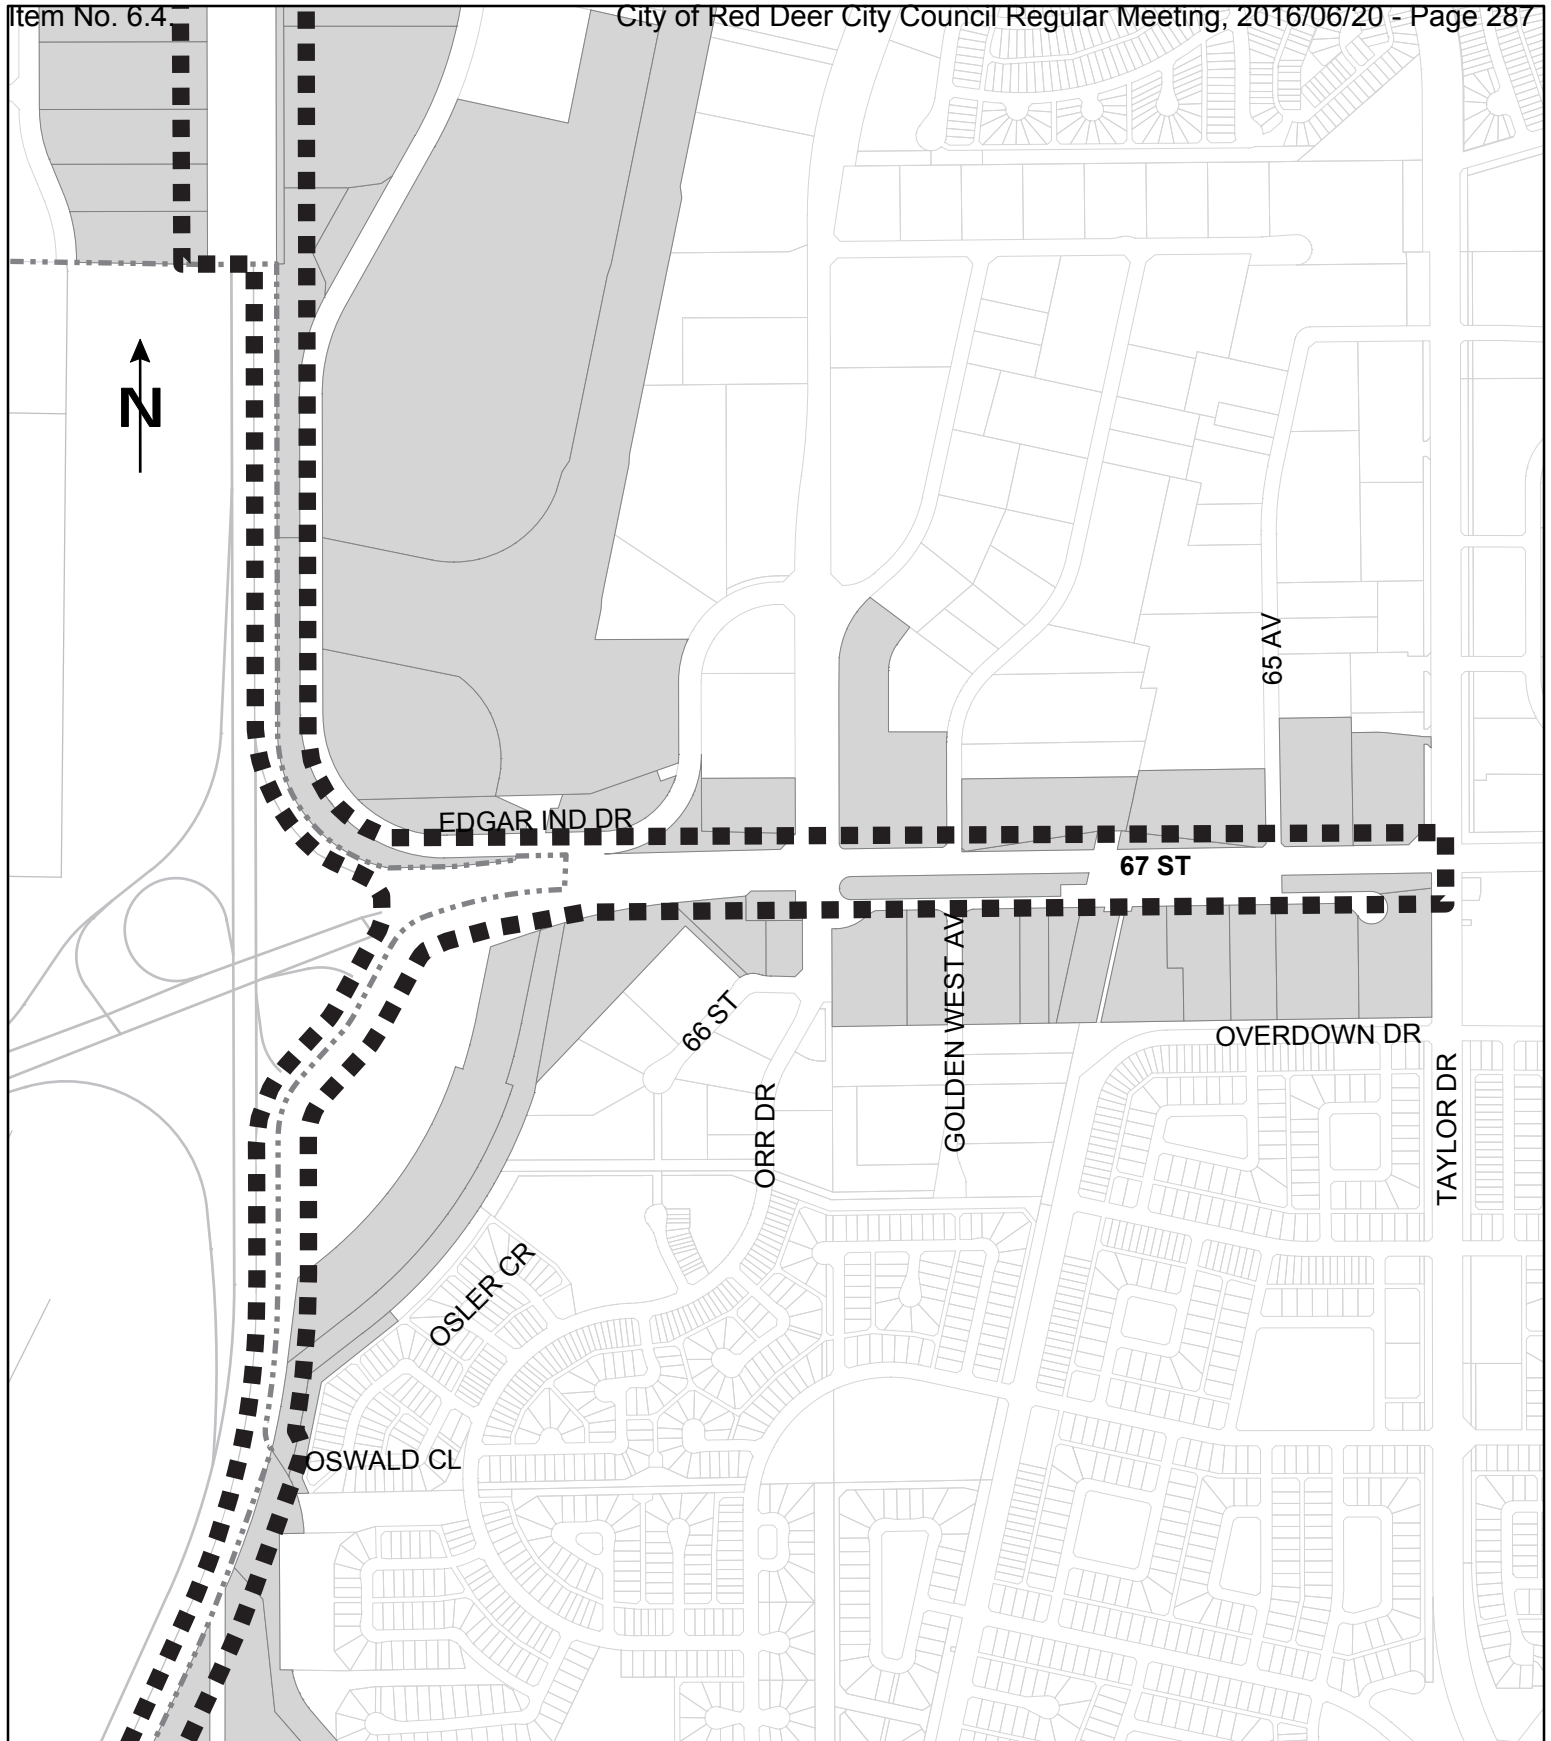 Item No. 6.4.
City of Red Deer City Council Regular Meeting, 2016/06/20 - Page 287
N
65 AV
EDGAR IND DR
67 ST
66 ST
GOLDEN WEST AV
OVERDOWN DR
ORR DR
TAYLOR DR
OSLER CR
OSWALD CL